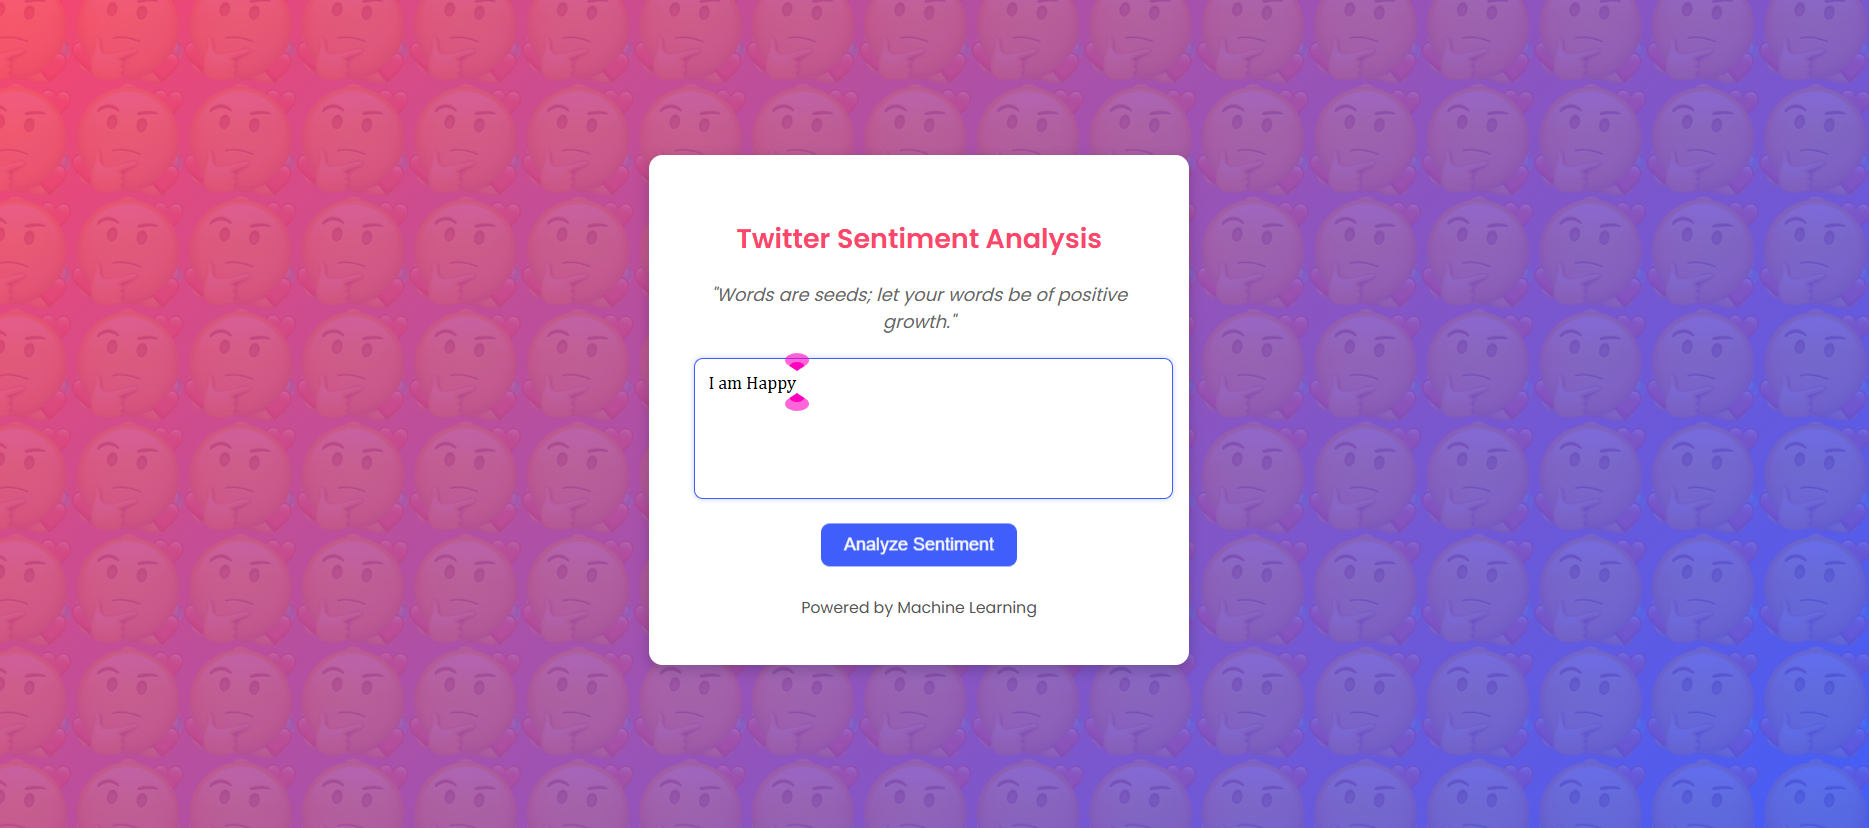 Twitter Sentiment Analysis
"Words are seeds; let your words be of positive
growth."
I am Happy
Analyze Sentiment
Powered by Machine Learning